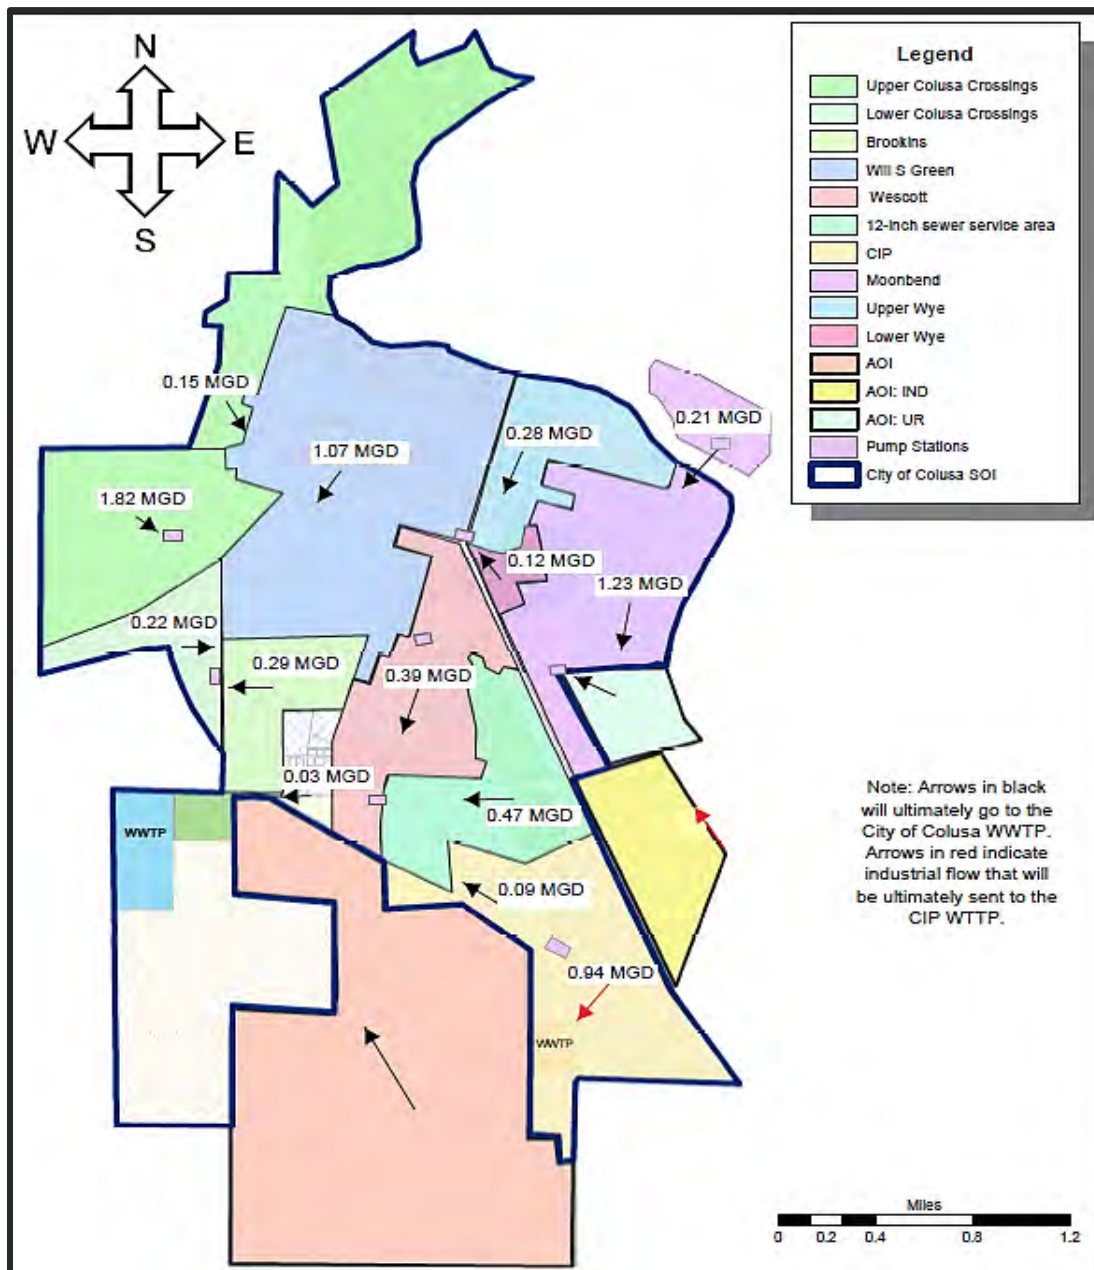 N
W E
S
Legend
Upper Colusa Crossings
Lower Colusa Crossings
Brookins
Will S Green
Wescott
12-inch sewer service area
CIP
Moonbend
Upper Wye
Lower Wye
AOI
AOI: IND
AOI: UR
Pump Stations
City of Colusa SOI
0.15 MGD
0.21 MGD
0.28 MGD
1.07 MGD
1.82 MGD
0.12 MGD
1.23 MGD
0.22 MGD
0.29 MGD
0.39 MGD
0.03 MGD
0.47 MGD
WWTP
0.09 MGD
0.94 MGD
WWTP
Note: Arrows in black
will ultimately go to the
City of Colusa WWTP.
Arrows in red indicate
industrial flow that will
be ultimately sent to the
CIP WTTP.
Miles
0 0.2 0.4 0.8 1.2